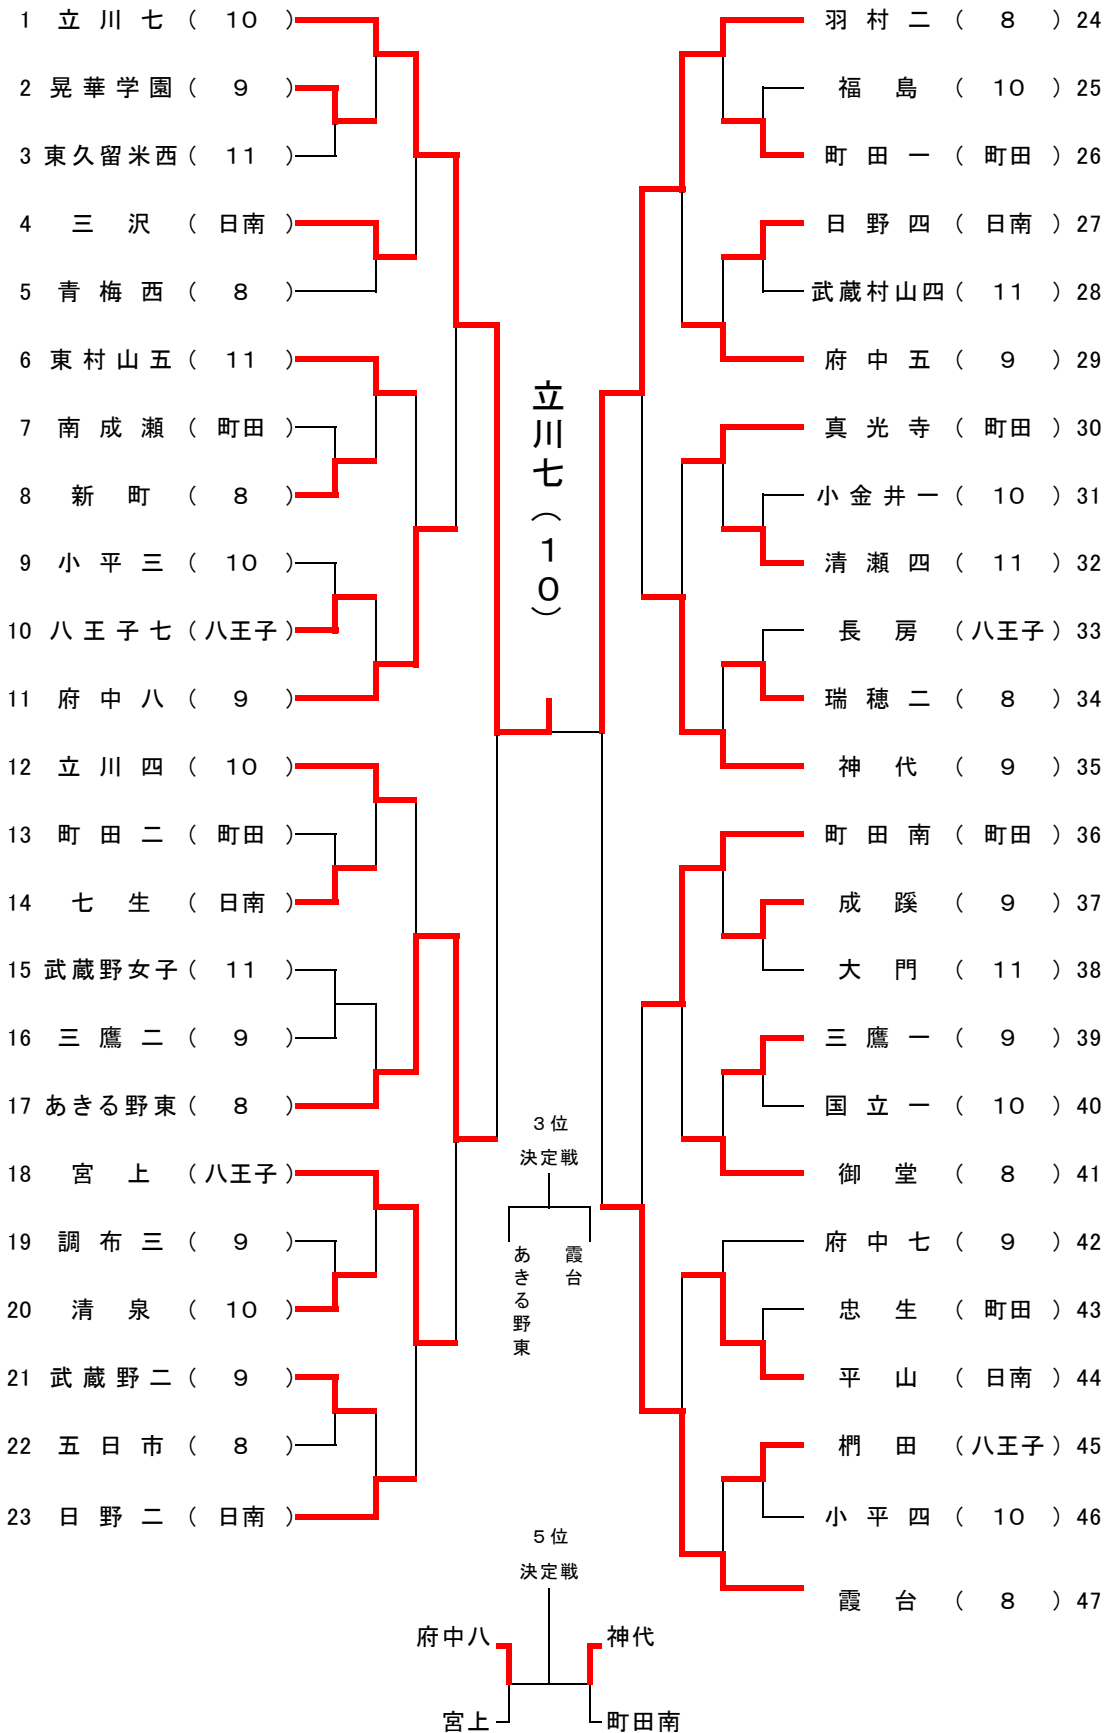 1 立川七 ( 10 )
2 晃華学園 ( 9 )
3 東久留米西 ( 11 )
4 三沢 ( 日南 )
5 青梅西 ( 8 )
6 東村山五 ( 11 )
7 南成瀬 ( 町田 )
8 新町 ( 8 )
9 小平三 ( 10 )
10 八王子七 ( 八王子 )
11 府中八 ( 9 )
12 立川四 ( 10 )
13 町田二 ( 町田 )
14 七生 ( 日南 )
15 武蔵野女子 ( 11 )
16 三鷹二 ( 9 )
17 あきる野東 ( 8 )
18 宮上 ( 八王子 )
19 調布三 ( 9 )
20 清泉 ( 10 )
21 武蔵野二 ( 9 )
22 五日市 ( 8 )
23 日野二 ( 日南 )
立川七(10)
3位
決定戦
あきる野東
霞台
5位
決定戦
府中八
神代
宮上
町田南
羽村二 ( 8 ) 24
福島 ( 10 ) 25
町田一 ( 町田 ) 26
日野四 ( 日南 ) 27
武蔵村山四 ( 11 ) 28
府中五 ( 9 ) 29
真光寺 ( 町田 ) 30
小金井一 ( 10 ) 31
清瀬四 ( 11 ) 32
長房 ( 八王子 ) 33
瑞穂二 ( 8 ) 34
神代 ( 9 ) 35
町田南 ( 町田 ) 36
成蹊 ( 9 ) 37
大門 ( 11 ) 38
三鷹一 ( 9 ) 39
国立一 ( 10 ) 40
御堂 ( 8 ) 41
府中七 ( 9 ) 42
忠生 ( 町田 ) 43
平山 ( 日南 ) 44
椚田 ( 八王子 ) 45
小平四 ( 10 ) 46
霞台 ( 8 ) 47